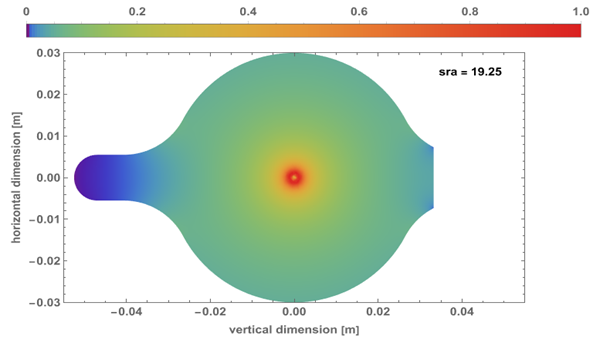 0 0.2 0.4 0.6 0.8 1.0
sra = 19.25
0.03
0.02
0.01
0.00
−0.01
−0.02
−0.03
horizontal dimension [m]
−0.04 −0.02 0.00 0.02 0.04
vertical dimension [m]